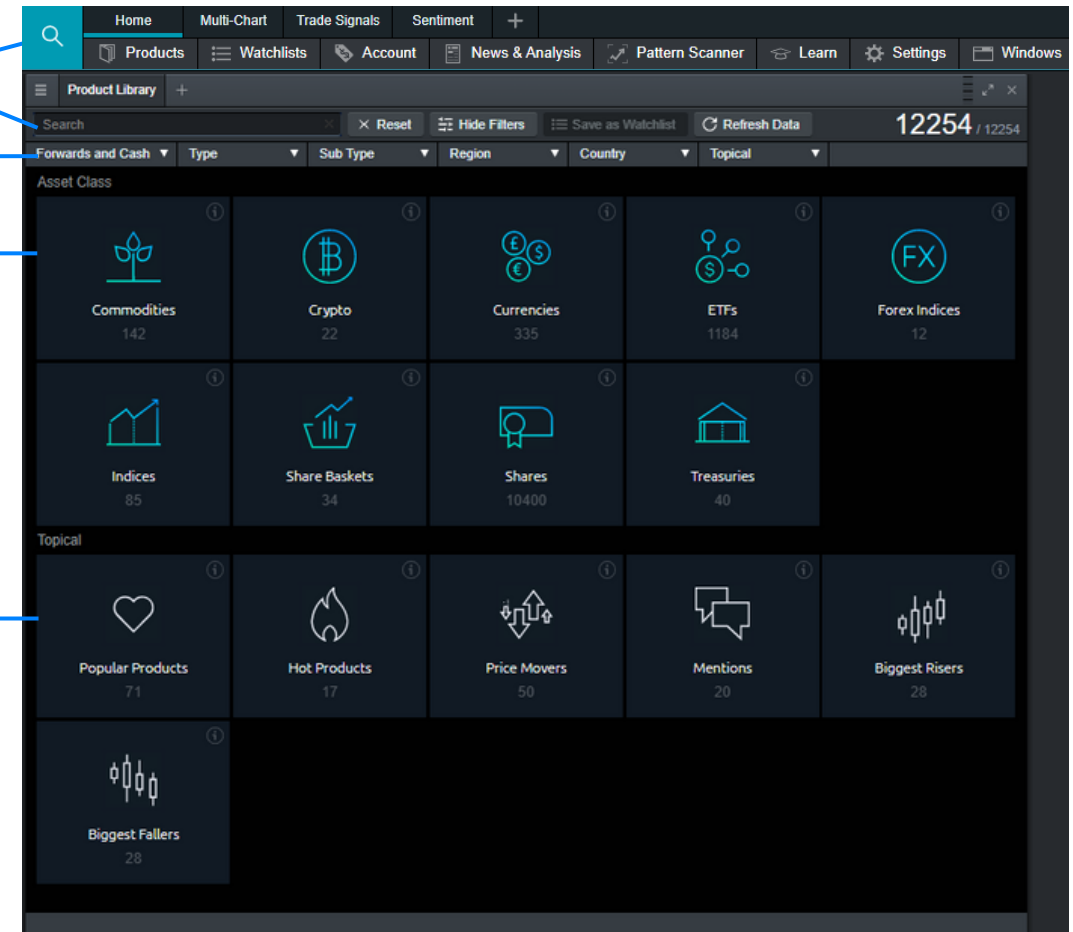 Home Multi-Chart Trade Signals Sentiment +
Products Watchlists Account News & Analysis Pattern Scanner Learn Settings Windows
Product Library +
Search × Reset Hide Filters Save as Watchlist Refresh Data 12254 / 12254
Forwards and Cash ▼ Type ▼ Sub Type ▼ Region ▼ Country ▼ Topical ▼
Asset Class
Commodities Crypto Currencies ETFs Forex Indices
142 22 335 1184 12
Indices Share Baskets Shares Treasuries
85 34 10400 40
Topical
Popular Products Hot Products Price Movers Mentions Biggest Risers
71 17 50 20 28
Biggest Fallers
28